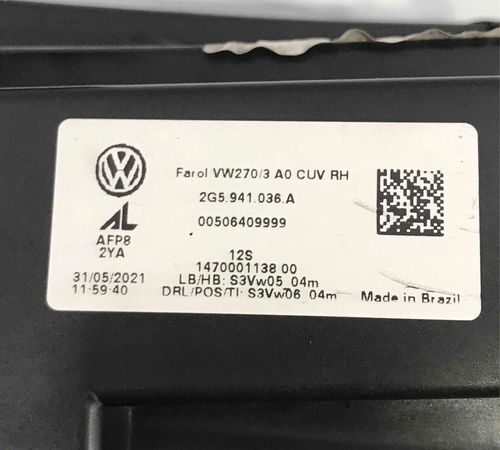 Farol VW270/3 A0 CUV RH
2G5.941.036.A
00506409999
AL
AFP8
2YA
12S
1470001138 00
31/05/2021
11:59:40
LB/HB: S3Vw05_04m
DRL/POS/TI: S3Vw06_04m
Made in Brazil